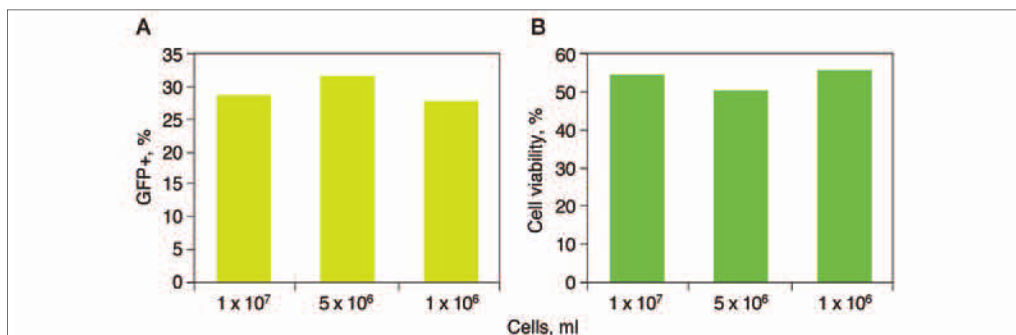 A
35
30
25
20
15
10
5
0
GFP+, %
1 x 10⁷
5 x 10⁶
1 x 10⁶
B
60
50
40
30
20
10
0
Cell viability, %
1 x 10⁷
5 x 10⁶
1 x 10⁶
Cells, ml